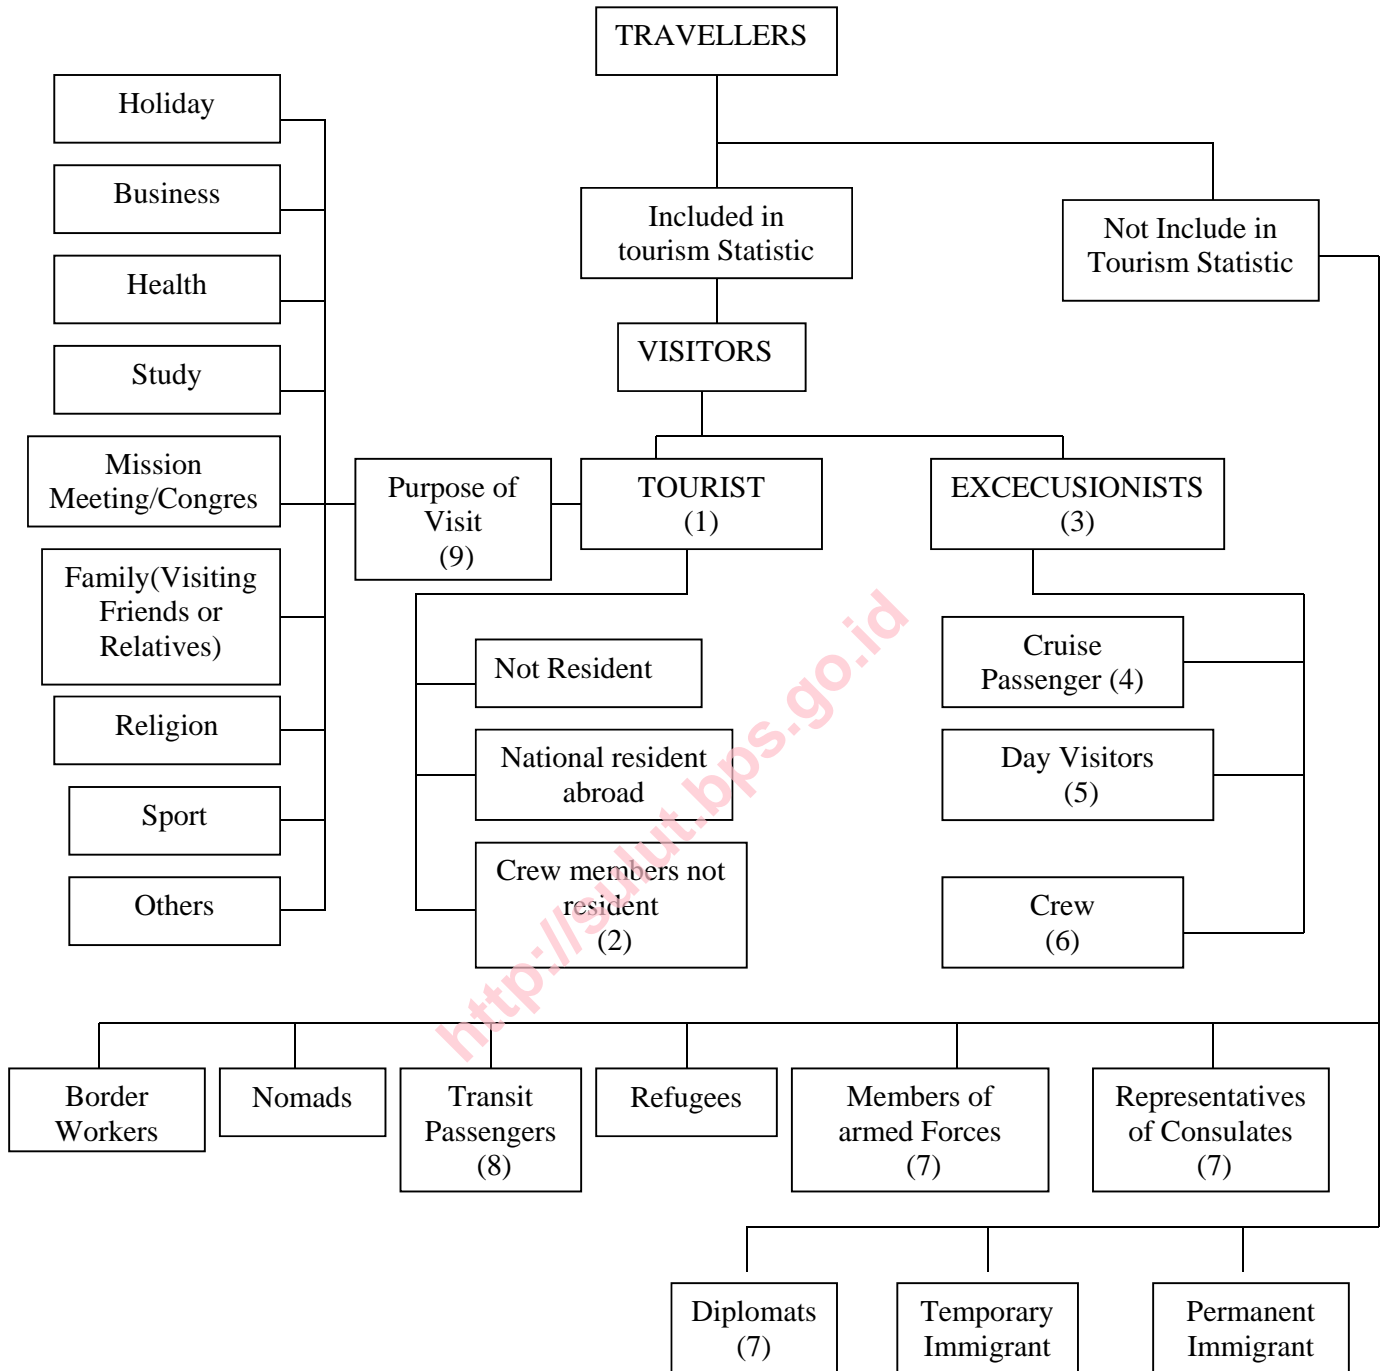 TRAVELLERS
Included in
tourism Statistic
Not Include in
Tourism Statistic
VISITORS
Holiday
Business
Health
Study
Mission
Meeting/Congres
Family(Visiting
Friends or
Relatives)
Religion
Sport
Others
Purpose of
Visit
(9)
TOURIST
(1)
EXCECUSIONISTS
(3)
Not Resident
National resident
abroad
Crew members not
resident
(2)
Cruise
Passenger (4)
Day Visitors
(5)
Crew
(6)
Border
Workers
Nomads
Transit
Passengers
(8)
Refugees
Members of
armed Forces
(7)
Representatives
of Consulates
(7)
Diplomats
(7)
Temporary
Immigrant
Permanent
Immigrant
http://sulut.bps.go.id